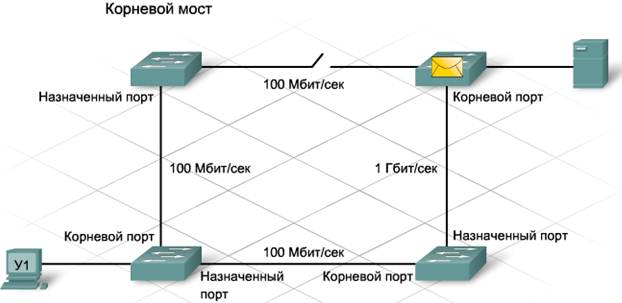 Корневой мост
100 Мбит/сек
Назначенный порт
Корневой порт
100 Мбит/сек
1 Гбит/сек
Корневой порт
Назначенный порт
100 Мбит/сек
У1
Назначенный
порт
Корневой порт